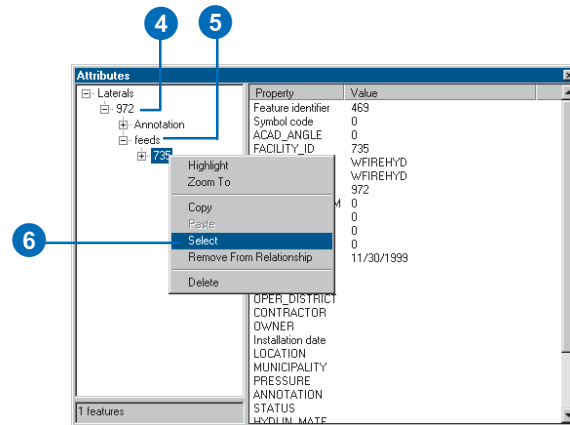 4 5
Attributes
Laterals
972
Annotation
feeds
735
Highlight
Zoom To
Copy
Paste
6
Select
Remove From Relationship
Delete
1 features
Property Value
Feature identifier 469
Symbol code 0
ACAD_ANGLE 0
FACILITY_ID 735
WFIREHYD
WFIREHYD
972
M 0
0
0
0
11/30/1999
OPER_DISTRICT
CONTRACTOR
OWNER
Installation date
LOCATION
MUNICIPALITY
PRESSURE
ANNOTATION
STATUS
HYDLIN_MATE